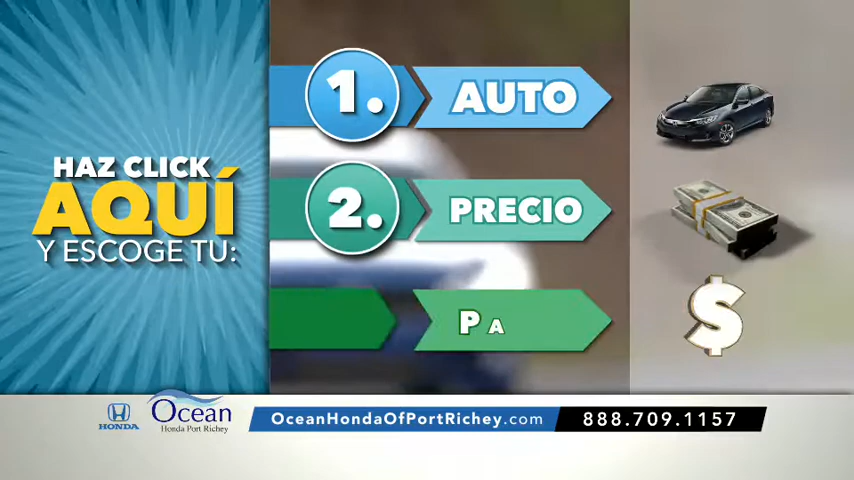 HAZ CLICK
AQUÍ
Y ESCOGE TU:
1. AUTO
2. PRECIO
P A
$
HONDA
Ocean
Honda Port Richey
OceanHondaOfPortRichey.com
888.709.1157